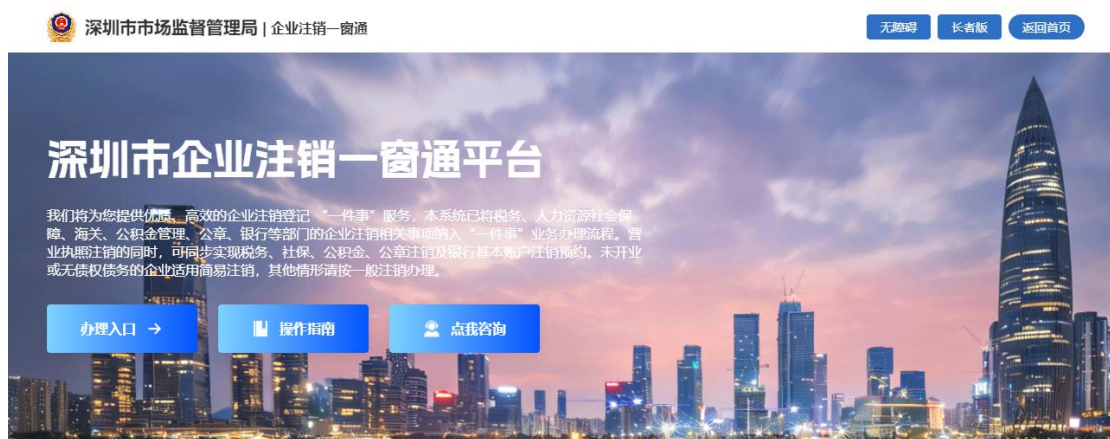 深圳市市场监督管理局 | 企业注销一窗通
无障碍
长者版
返回首页
深圳市企业注销一窗通平台
我们将为您提供优质、高效的企业注销登记 “一件事” 服务，本系统已将税务、人力资源社会保
障、海关、公积金管理、公章、银行等部门的企业注销相关事项纳入 “一件事” 业务办理流程。营
业执照注销的同时，可同步实现税务、社保、公积金、公章注销及银行基本账户注销预约。未开业
或无债权债务的企业适用简易注销，其他情形请按一般注销办理。
办理入口 →
操作指南
点我咨询